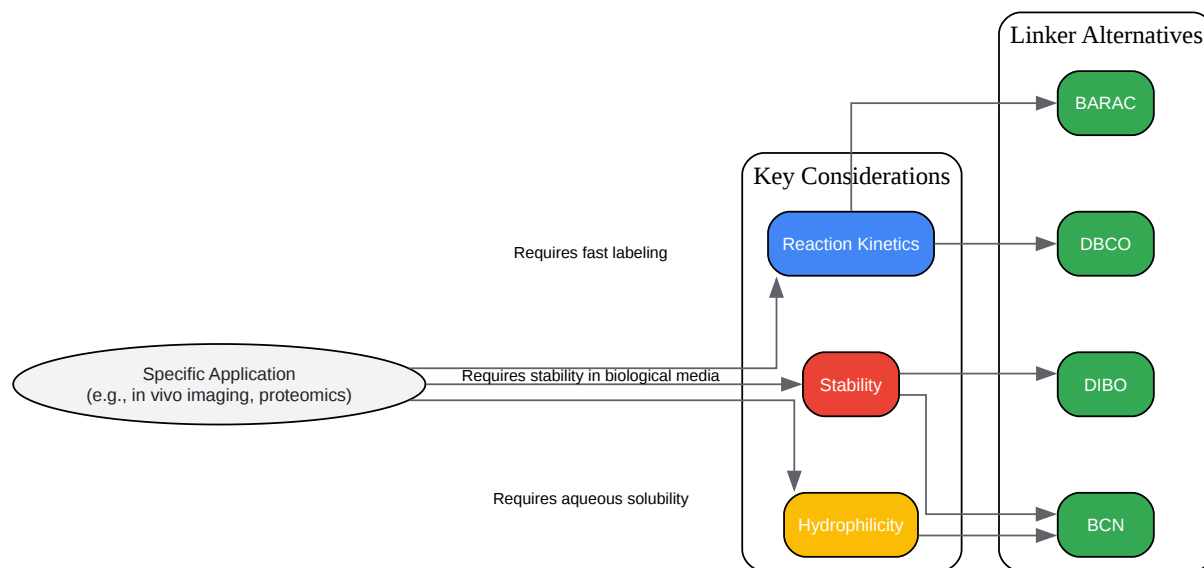 Linker Alternatives
BARAC
Key Considerations
Reaction Kinetics
DBCO
Requires fast labeling
Specific Application
(e.g., in vivo imaging, proteomics)
Requires stability in biological media
Stability
DIBO
Requires aqueous solubility
Hydrophilicity
BCN